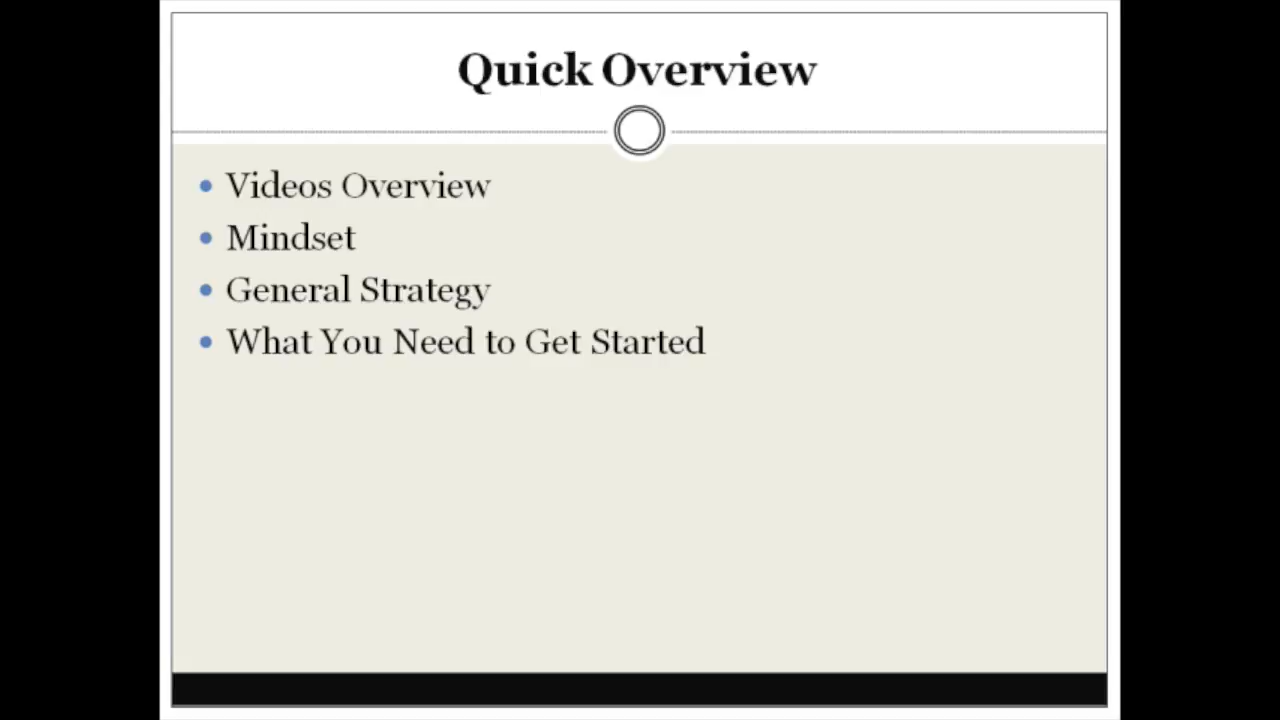 Quick Overview
Videos Overview
Mindset
General Strategy
What You Need to Get Started